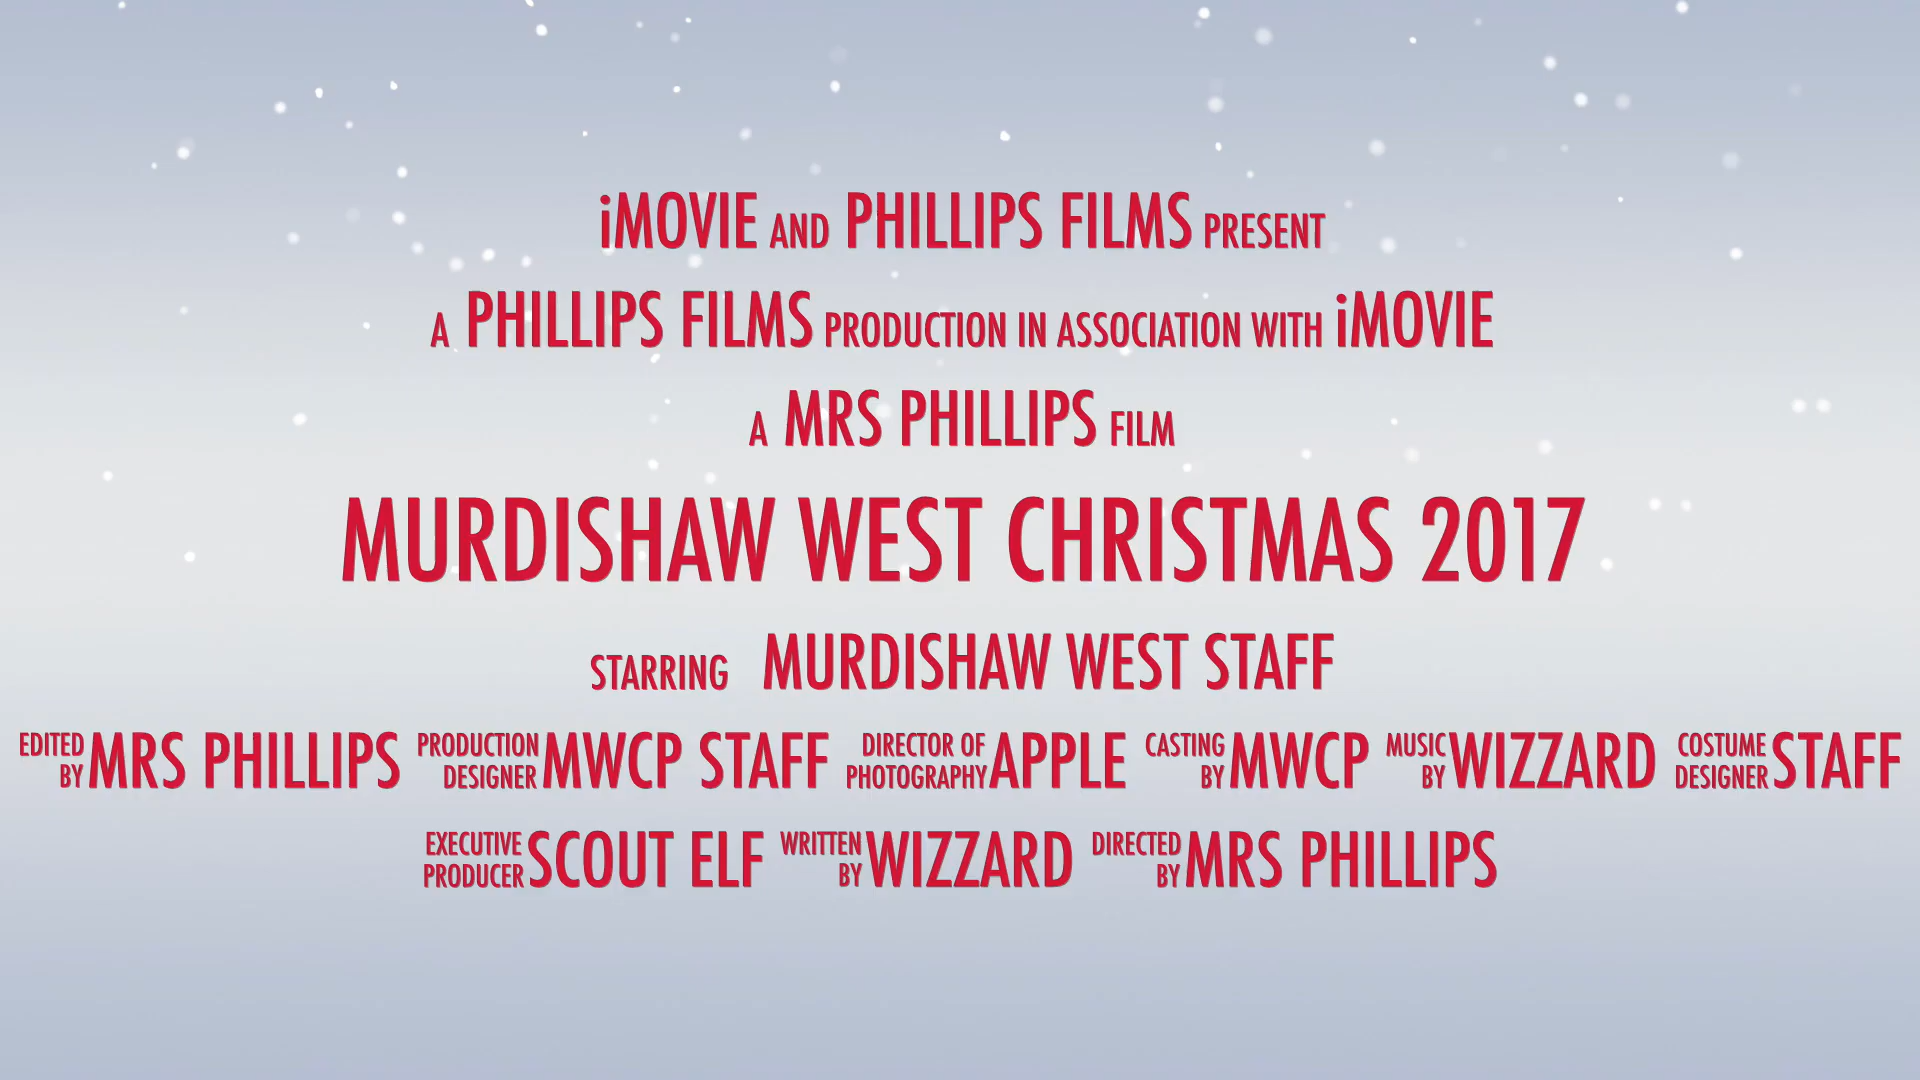 iMOVIE AND PHILLIPS FILMS PRESENT
A PHILLIPS FILMS PRODUCTION IN ASSOCIATION WITH iMOVIE
A MRS PHILLIPS FILM
MURDISHAW WEST CHRISTMAS 2017
STARRING MURDISHAW WEST STAFF
EDITED BY MRS PHILLIPS PRODUCTION DESIGNER MWCP STAFF DIRECTOR OF PHOTOGRAPHY APPLE CASTING BY MWCP MUSIC BY WIZZARD COSTUME DESIGNER STAFF
EXECUTIVE PRODUCER SCOUT ELF WRITTEN BY WIZZARD DIRECTED BY MRS PHILLIPS